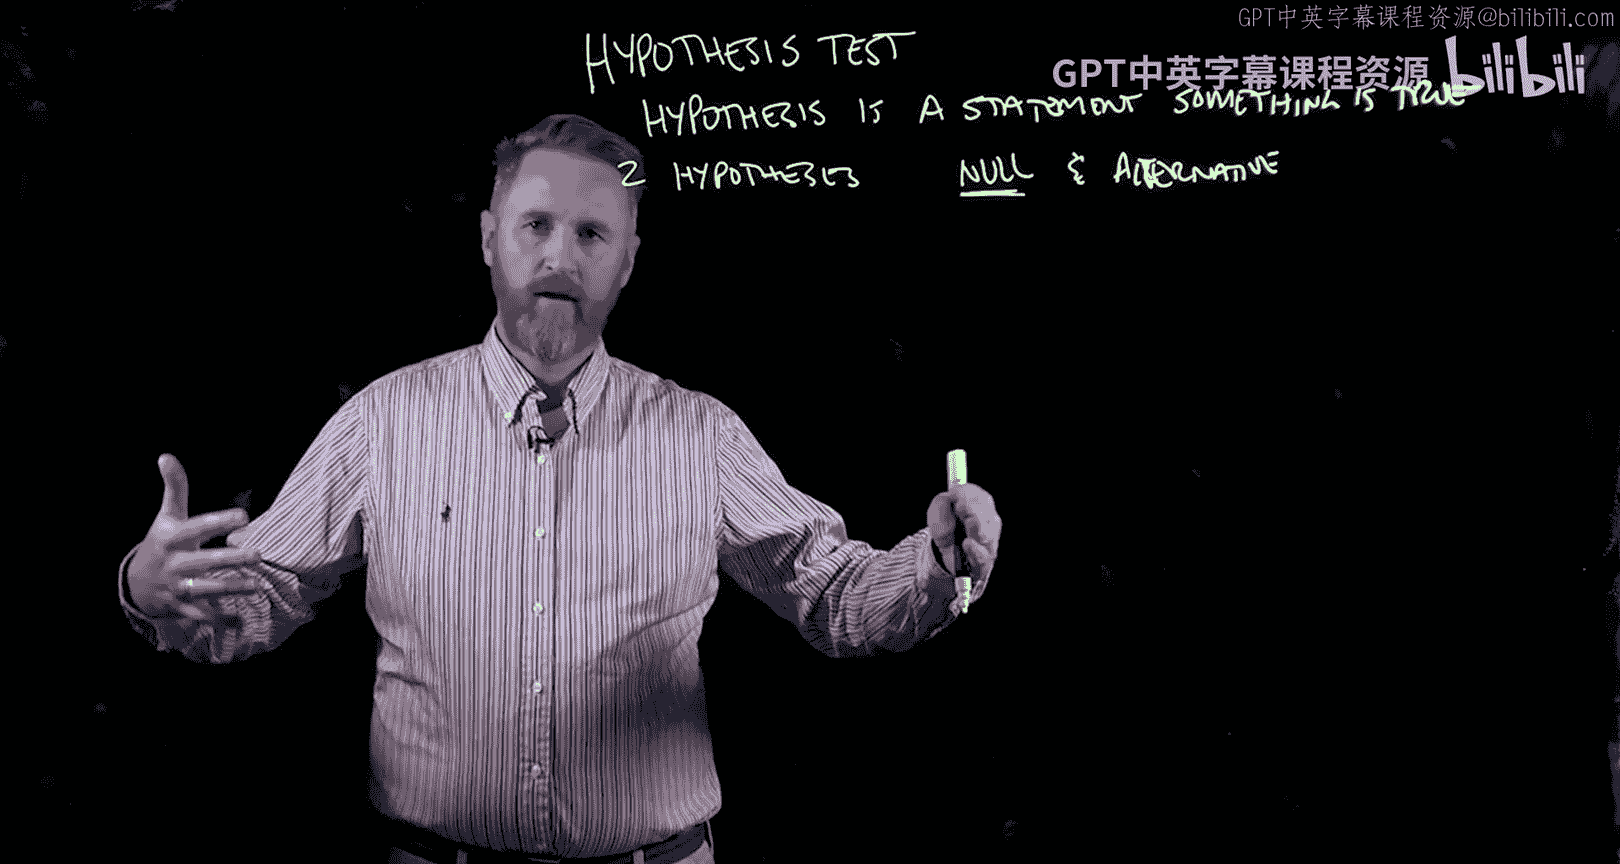 GPT中英字幕课程资源@bilibili.com
HYPOTHESIS TEST
GPT中英字幕课程资源 bilibili
HYPOTHESIS IS A STATEMENT SOMETHING IS TRUE
2 HYPOTHESES NULL & ALTERNATIVE